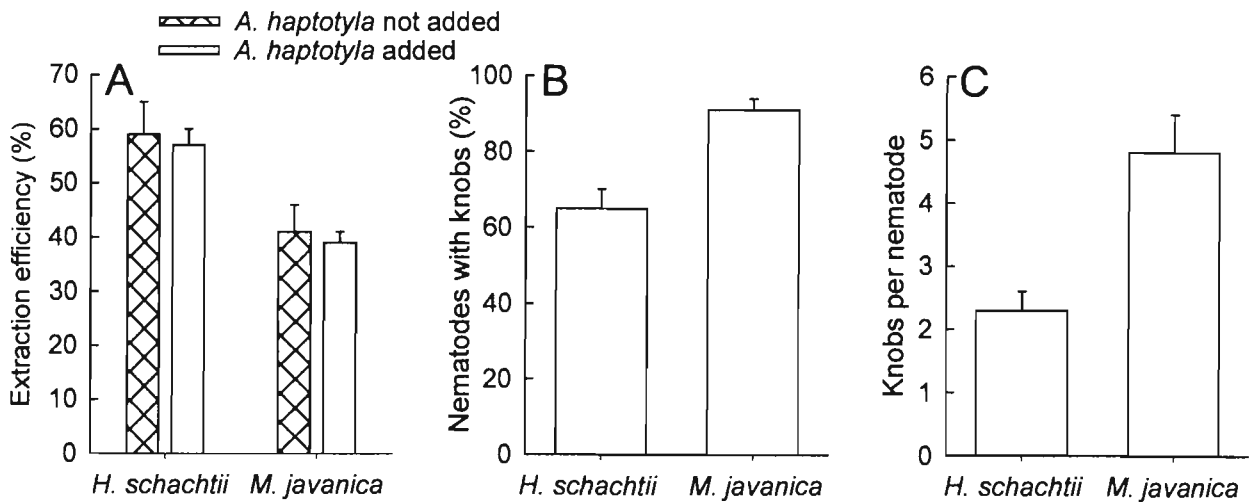 A. haptotyla not added
A. haptotyla added
A
Extraction efficiency (%)
70
60
50
40
30
20
10
0
H. schachtii M. javanica
B
Nematodes with knobs (%)
100
80
60
40
20
0
H. schachtii M. javanica
C
Knobs per nematode
6
5
4
3
2
1
0
H. schachtii M. javanica